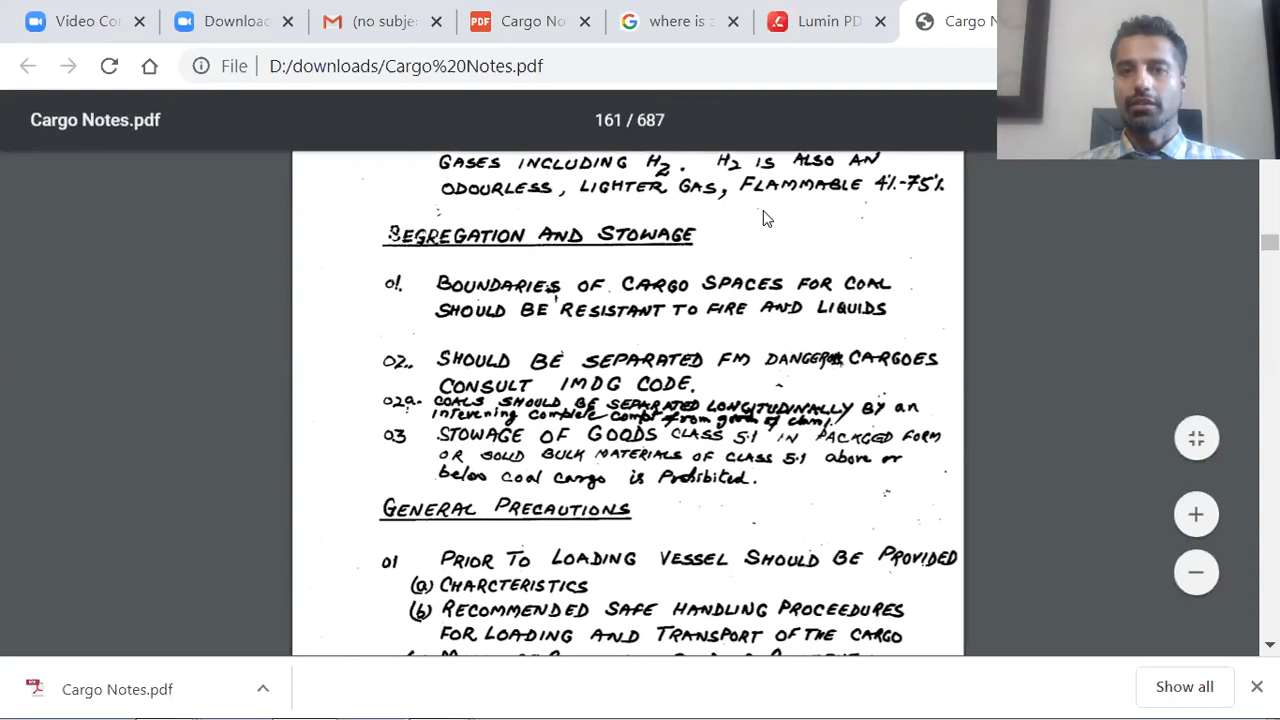 Video Co
Downloa
(no subje
Cargo No
where is z
Lumin PD
Cargo N
File
D:/downloads/Cargo%20Notes.pdf
Cargo Notes.pdf
161 / 687
GASES INCLUDING H2. H2 IS ALSO AN
ODOURLESS, LIGHTER GAS, FLAMMABLE 4%-75%
SEGREGATION AND STOWAGE
01. BOUNDARIES OF CARGO SPACES FOR COAL
SHOULD BE RESISTANT TO FIRE AND LIQUIDS
02. SHOULD BE SEPARATED FM CARGOES
CONSULT IMDG CODE.
02a. COALS SHOULD BE SEPARATED LONGITUDINALLY BY an
intervening complete from of
03 STOWAGE OF GOODS CLASS 5.1 IN PACKGED FORM
OR SOLID BULK MATERIALS OF CLASS 5.1 above or
below coal cargo is Prohibited.
GENERAL PRECAUTIONS
01 PRIOR TO LOADING VESSEL SHOULD BE PROVIDED
(a) CHARCTERISTICS
(b) RECOMMENDED SAFE HANDLING PROCEEDURES
FOR LOADING AND TRANSPORT OF THE CARGO
Cargo Notes.pdf
Show all